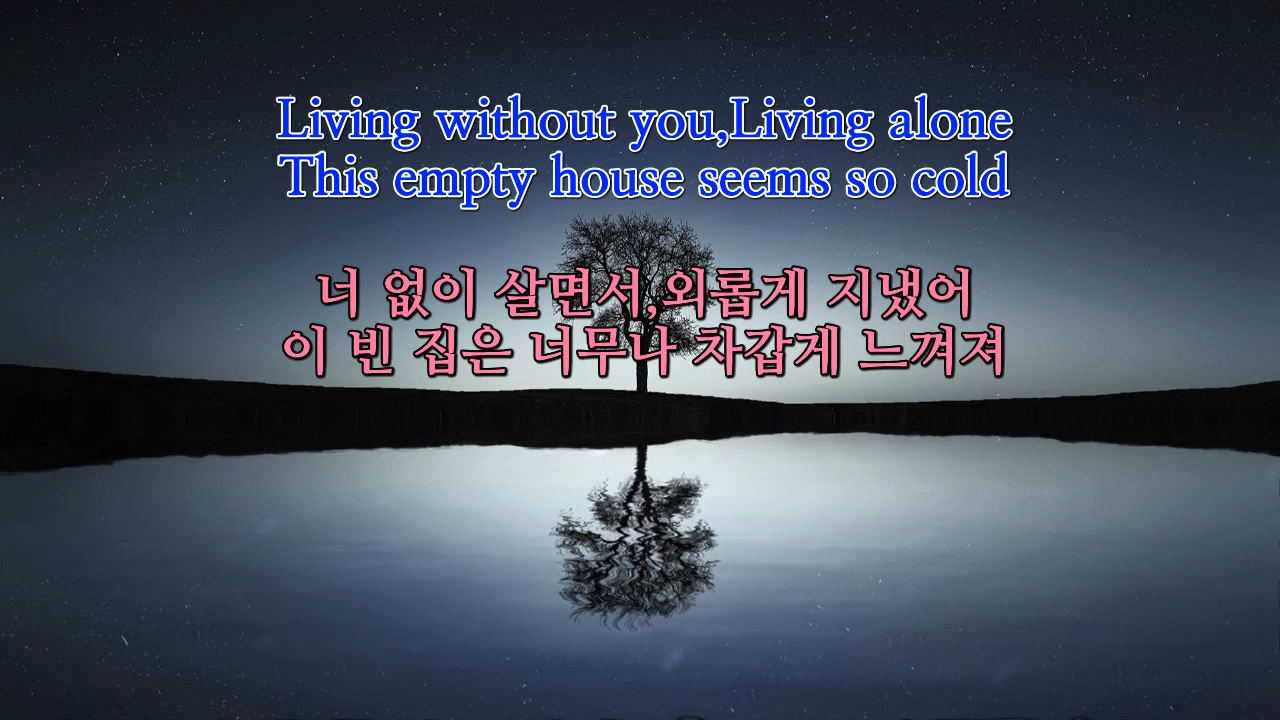 Living without you,Living alone
This empty house seems so cold
너 없이 살면서,외롭게 지냈어
이 빈 집은 너무나 차갑게 느껴져